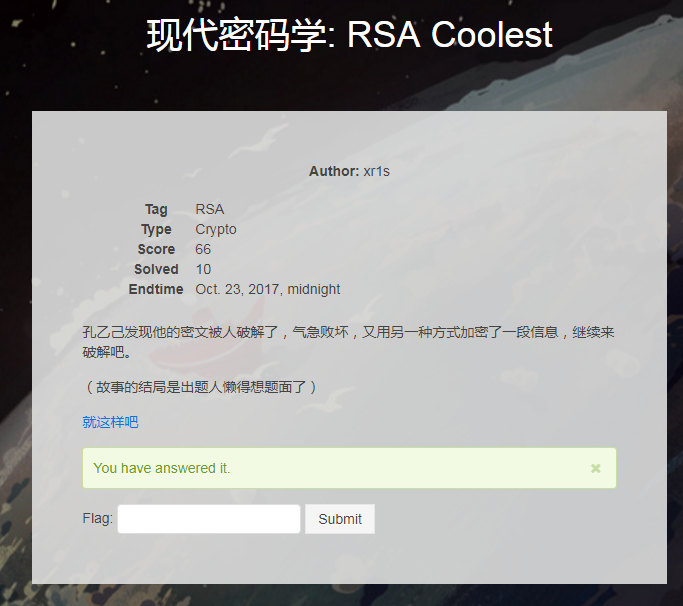 现代密码学: RSA Coolest
Author: xr1s
Tag RSA
Type Crypto
Score 66
Solved 10
Endtime Oct. 23, 2017, midnight
孔乙己发现他的密文被人破解了，气急败坏，又用另一种方式加密了一段信息，继续来
破解吧。
（故事的结局是出题人懒得想题面了）
就这样吧
You have answered it. ×
Flag: Submit